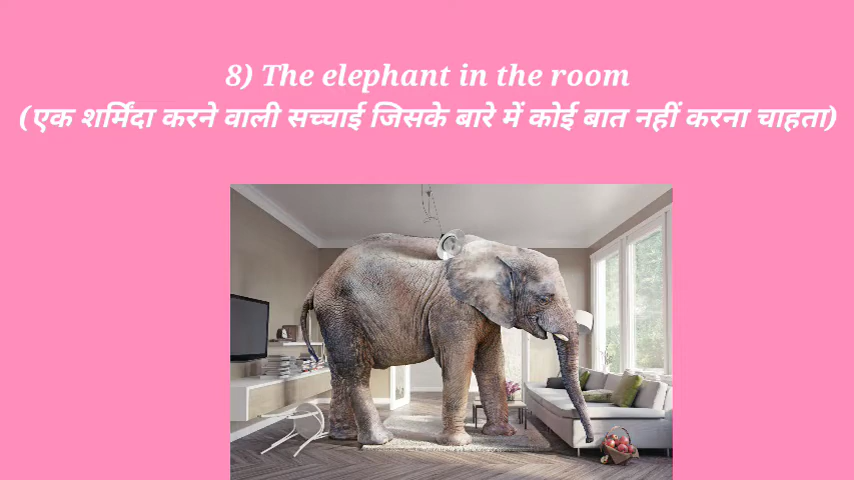 8) The elephant in the room
(एक शर्मिंदा करने वाली सच्चाई जिसके बारे में कोई बात नहीं करना चाहता)